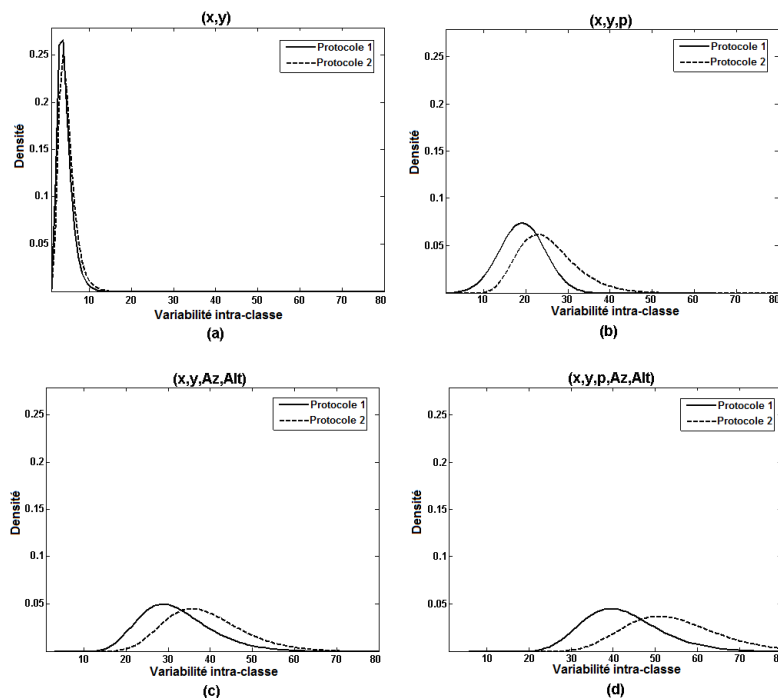 (x,y)
Densité
0.25
0.2
0.15
0.1
0.05
Protocole 1
Protocole 2
10 20 30 40 50 60 70 80
Variabilité intra-classe
(a)
(x,y,p)
Densité
0.25
0.2
0.15
0.1
0.05
Protocole 1
Protocole 2
10 20 30 40 50 60 70 80
Variabilité intra-classe
(b)
(x,y,Az,Alt)
Densité
0.25
0.2
0.15
0.1
0.05
Protocole 1
Protocole 2
10 20 30 40 50 60 70 80
Variabilité intra-classe
(c)
(x,y,p,Az,Alt)
Densité
0.25
0.2
0.15
0.1
0.05
Protocole 1
Protocole 2
10 20 30 40 50 60 70 80
Variabilité intra-classe
(d)